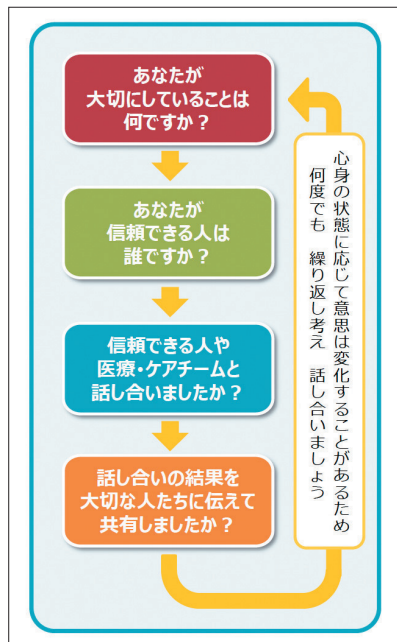 あなたが
大切にしていることは
何ですか？
あなたが
信頼できる人は
誰ですか？
信頼できる人や
医療・ケアチームと
話し合いましたか？
話し合いの結果を
大切な人たちに伝えて
共有しましたか？
心身の状態に応じて意思は変化することがあるため
何度でも　繰り返し考え　話し合いましょう